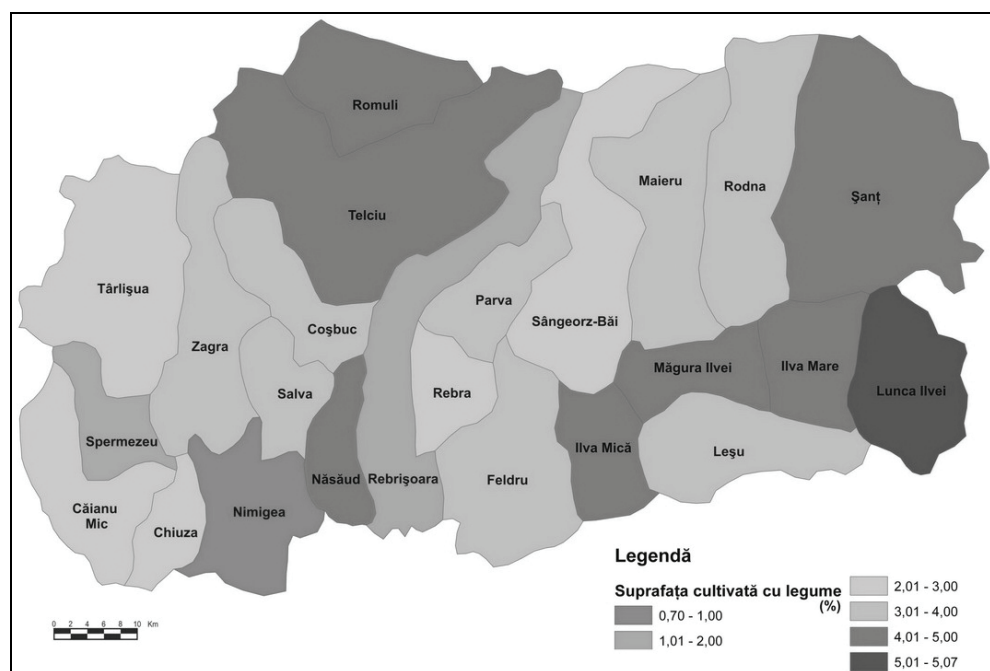 Romuli
Telciu
Maieru
Rodna
Şanţ
Târlişua
Parva
Sângeorz-Băi
Coşbuc
Zagra
Măgura Ilvei
Ilva Mare
Lunca Ilvei
Salva
Rebra
Spermezeu
Ilva Mică
Leşu
Năsăud
Rebrişoara
Feldru
Căianu
Mic
Nimigea
Chiuza
Legendă
Suprafaţa cultivată cu legume
(%)
0,70 - 1,00
1,01 - 2,00
2,01 - 3,00
3,01 - 4,00
4,01 - 5,00
5,01 - 5,07
0 2 4 6 8 10 Km